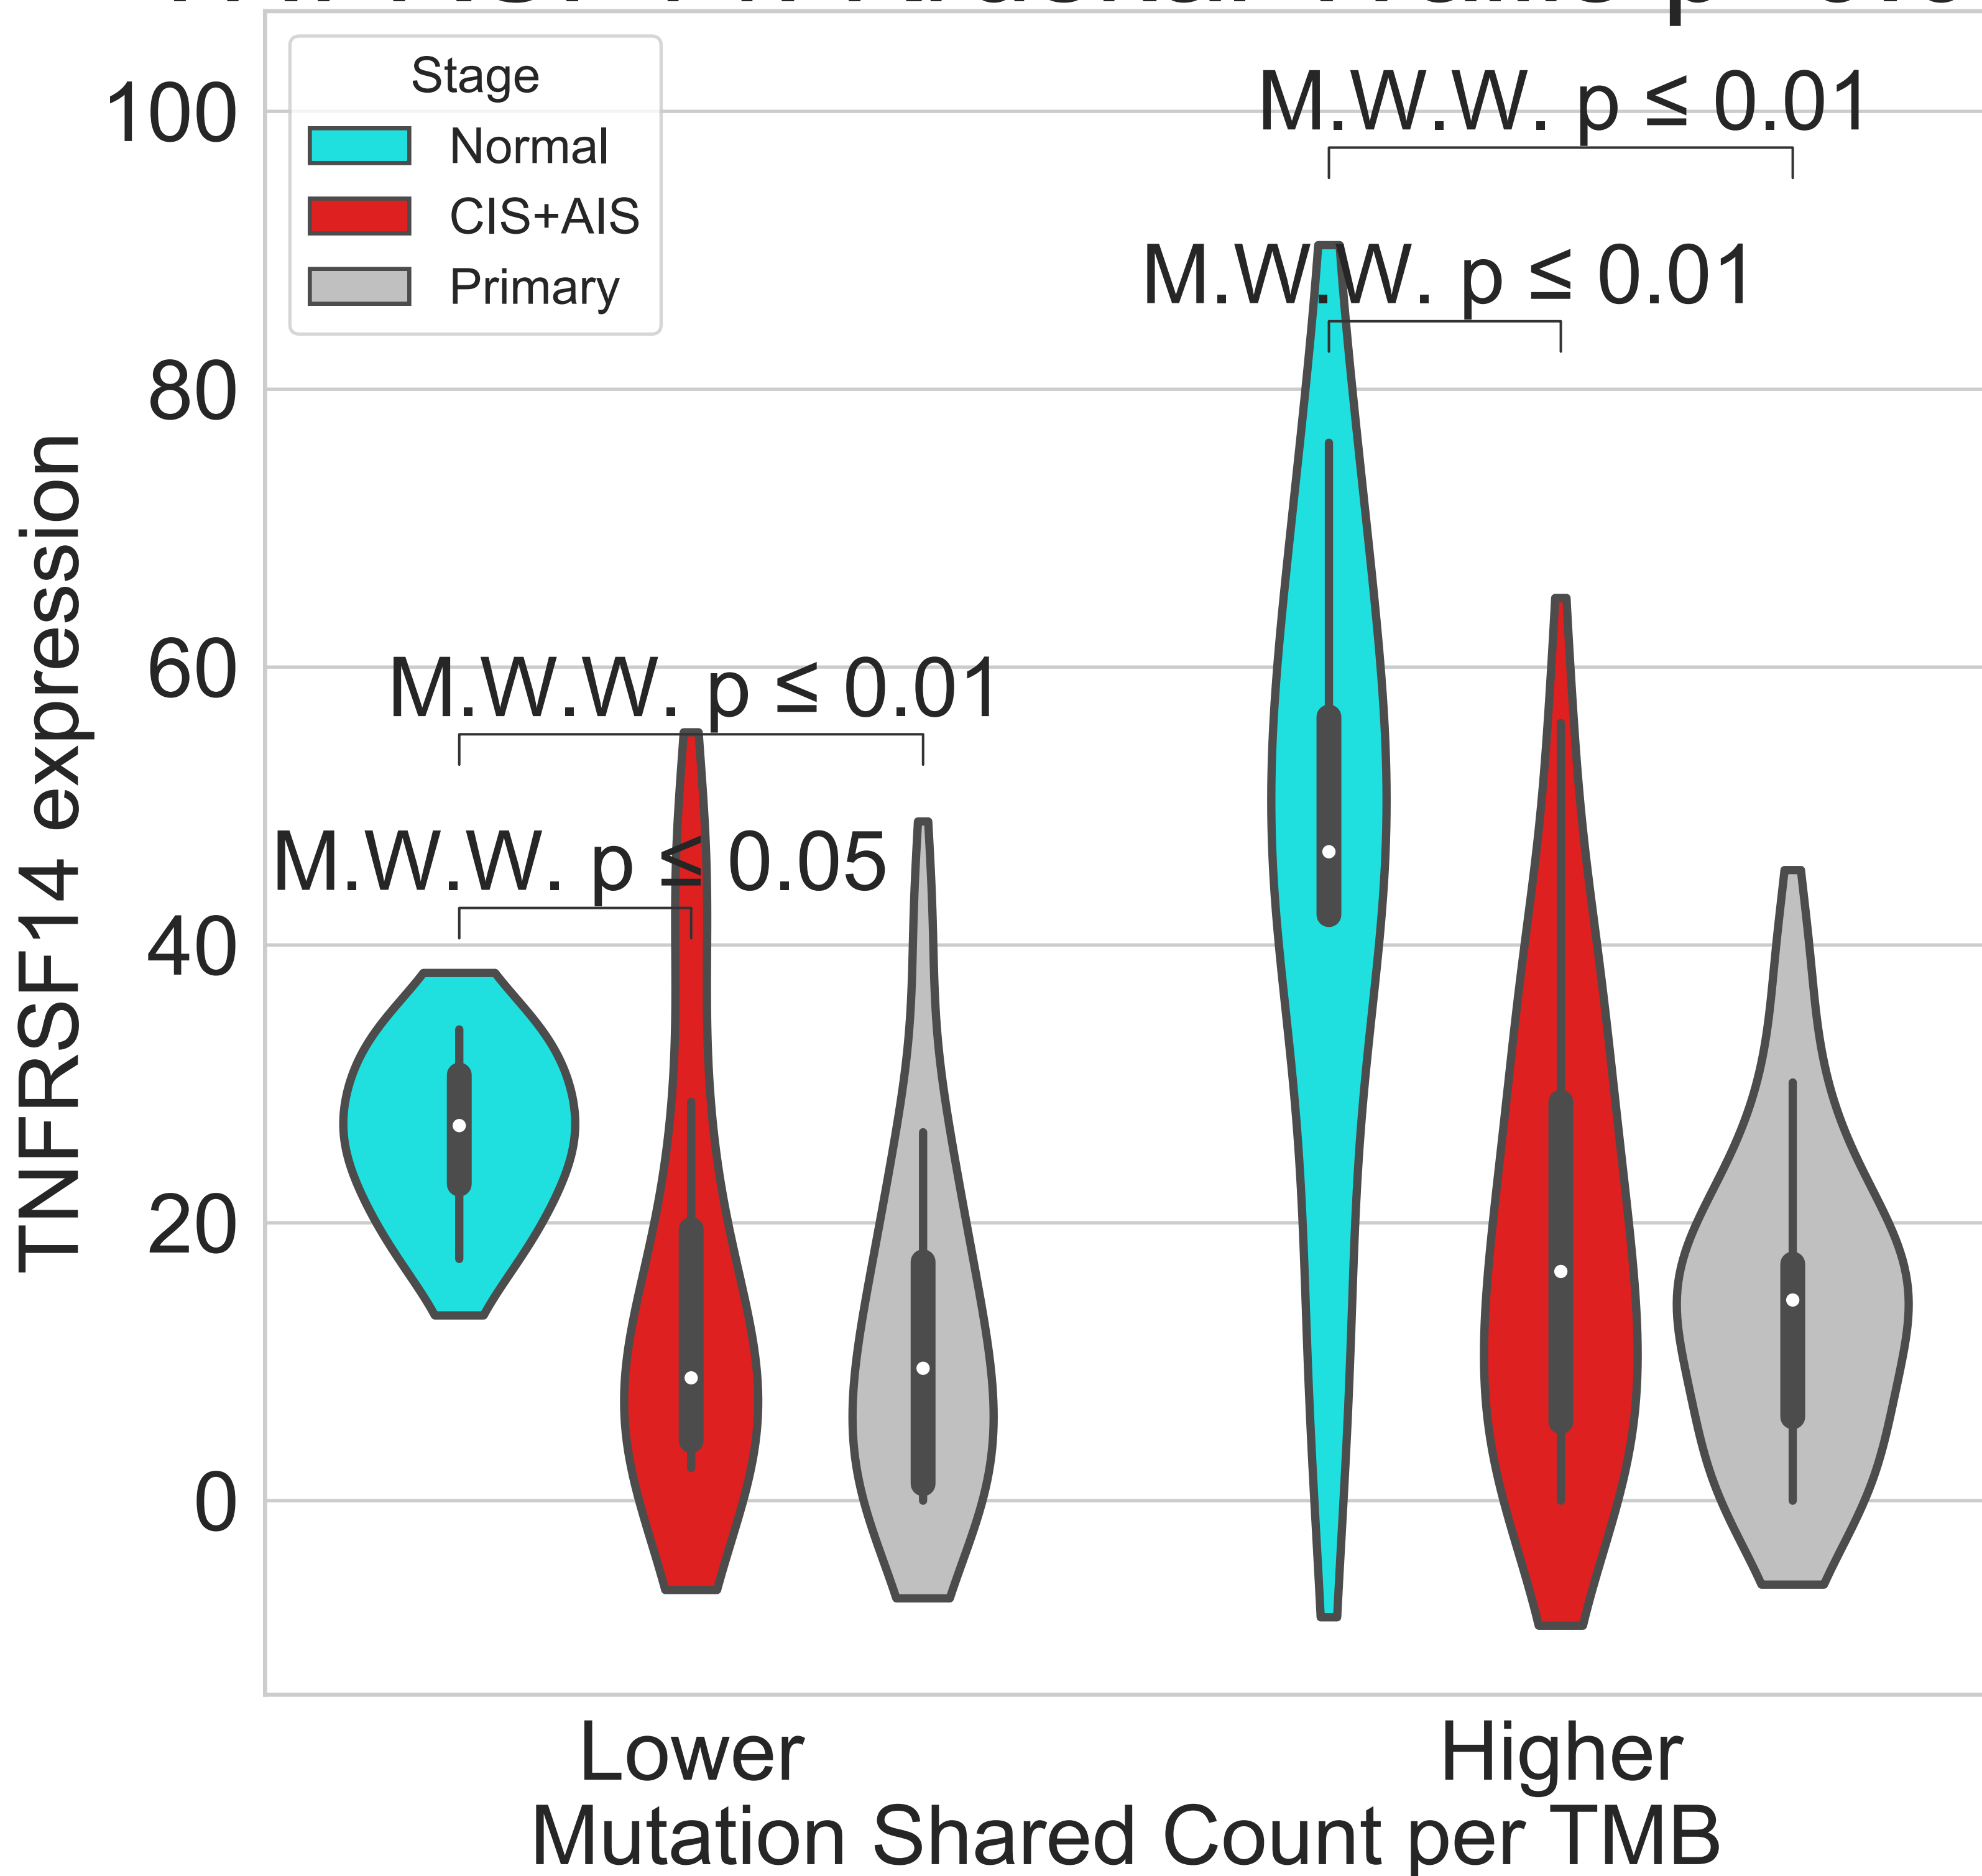 Stage
Normal
CIS+AIS
Primary
100
80
60
40
20
0
TNFRSF14 expression
M.W.W. p ≤ 0.01
M.W.W. p ≤ 0.01
M.W.W. p ≤ 0.01
M.W.W. p ≤ 0.05
Lower
Higher
Mutation Shared Count per TMB